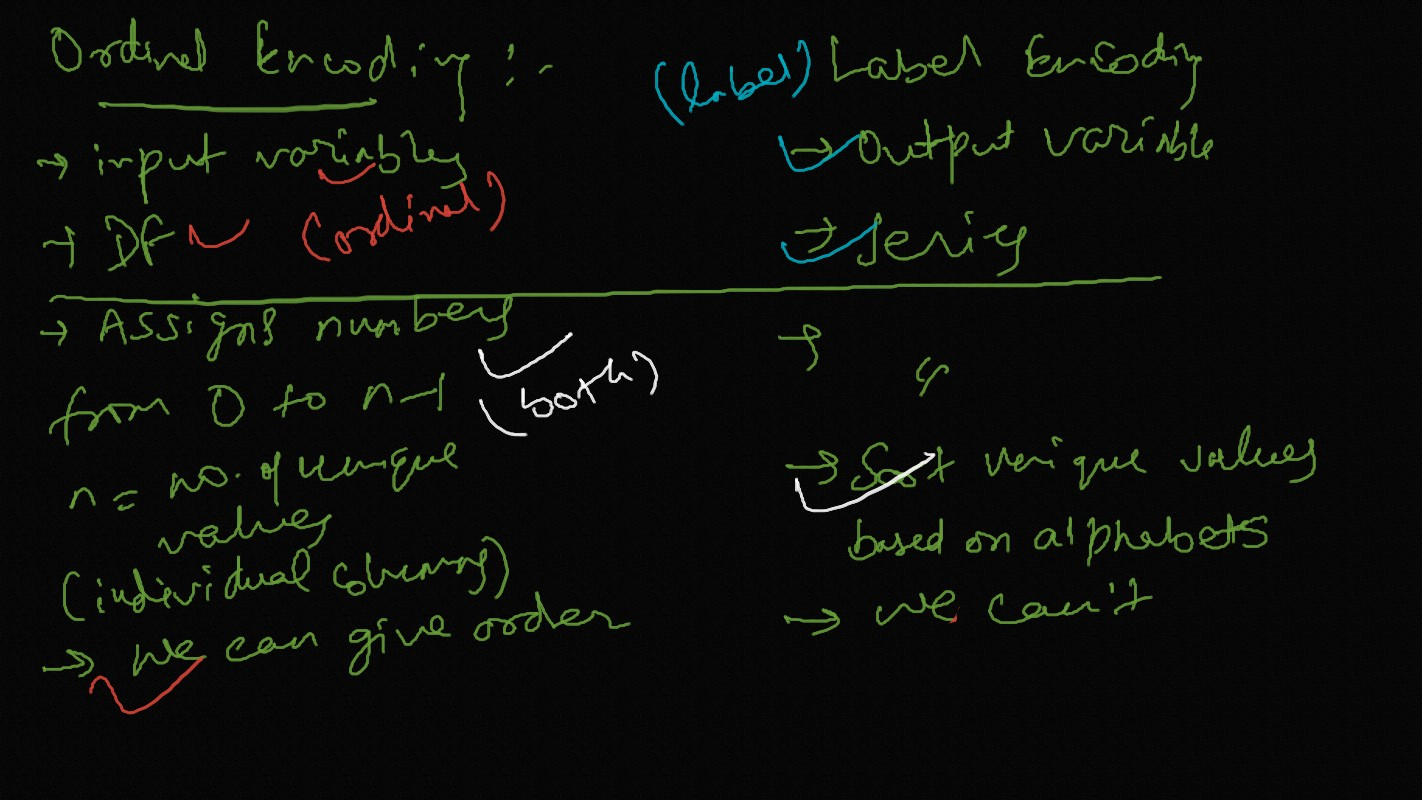 Ordinal Encoding :-
→ input variables
→ DF (ordinal)
→ Assigns numbers
from 0 to n-1 (both)
n = no. of unique
values
(individual columns)
→ We can give order
(label) Label Encoding
→ Output variable
→ Series
→ "
→ Sort unique values
based on alphabets
→ we can't